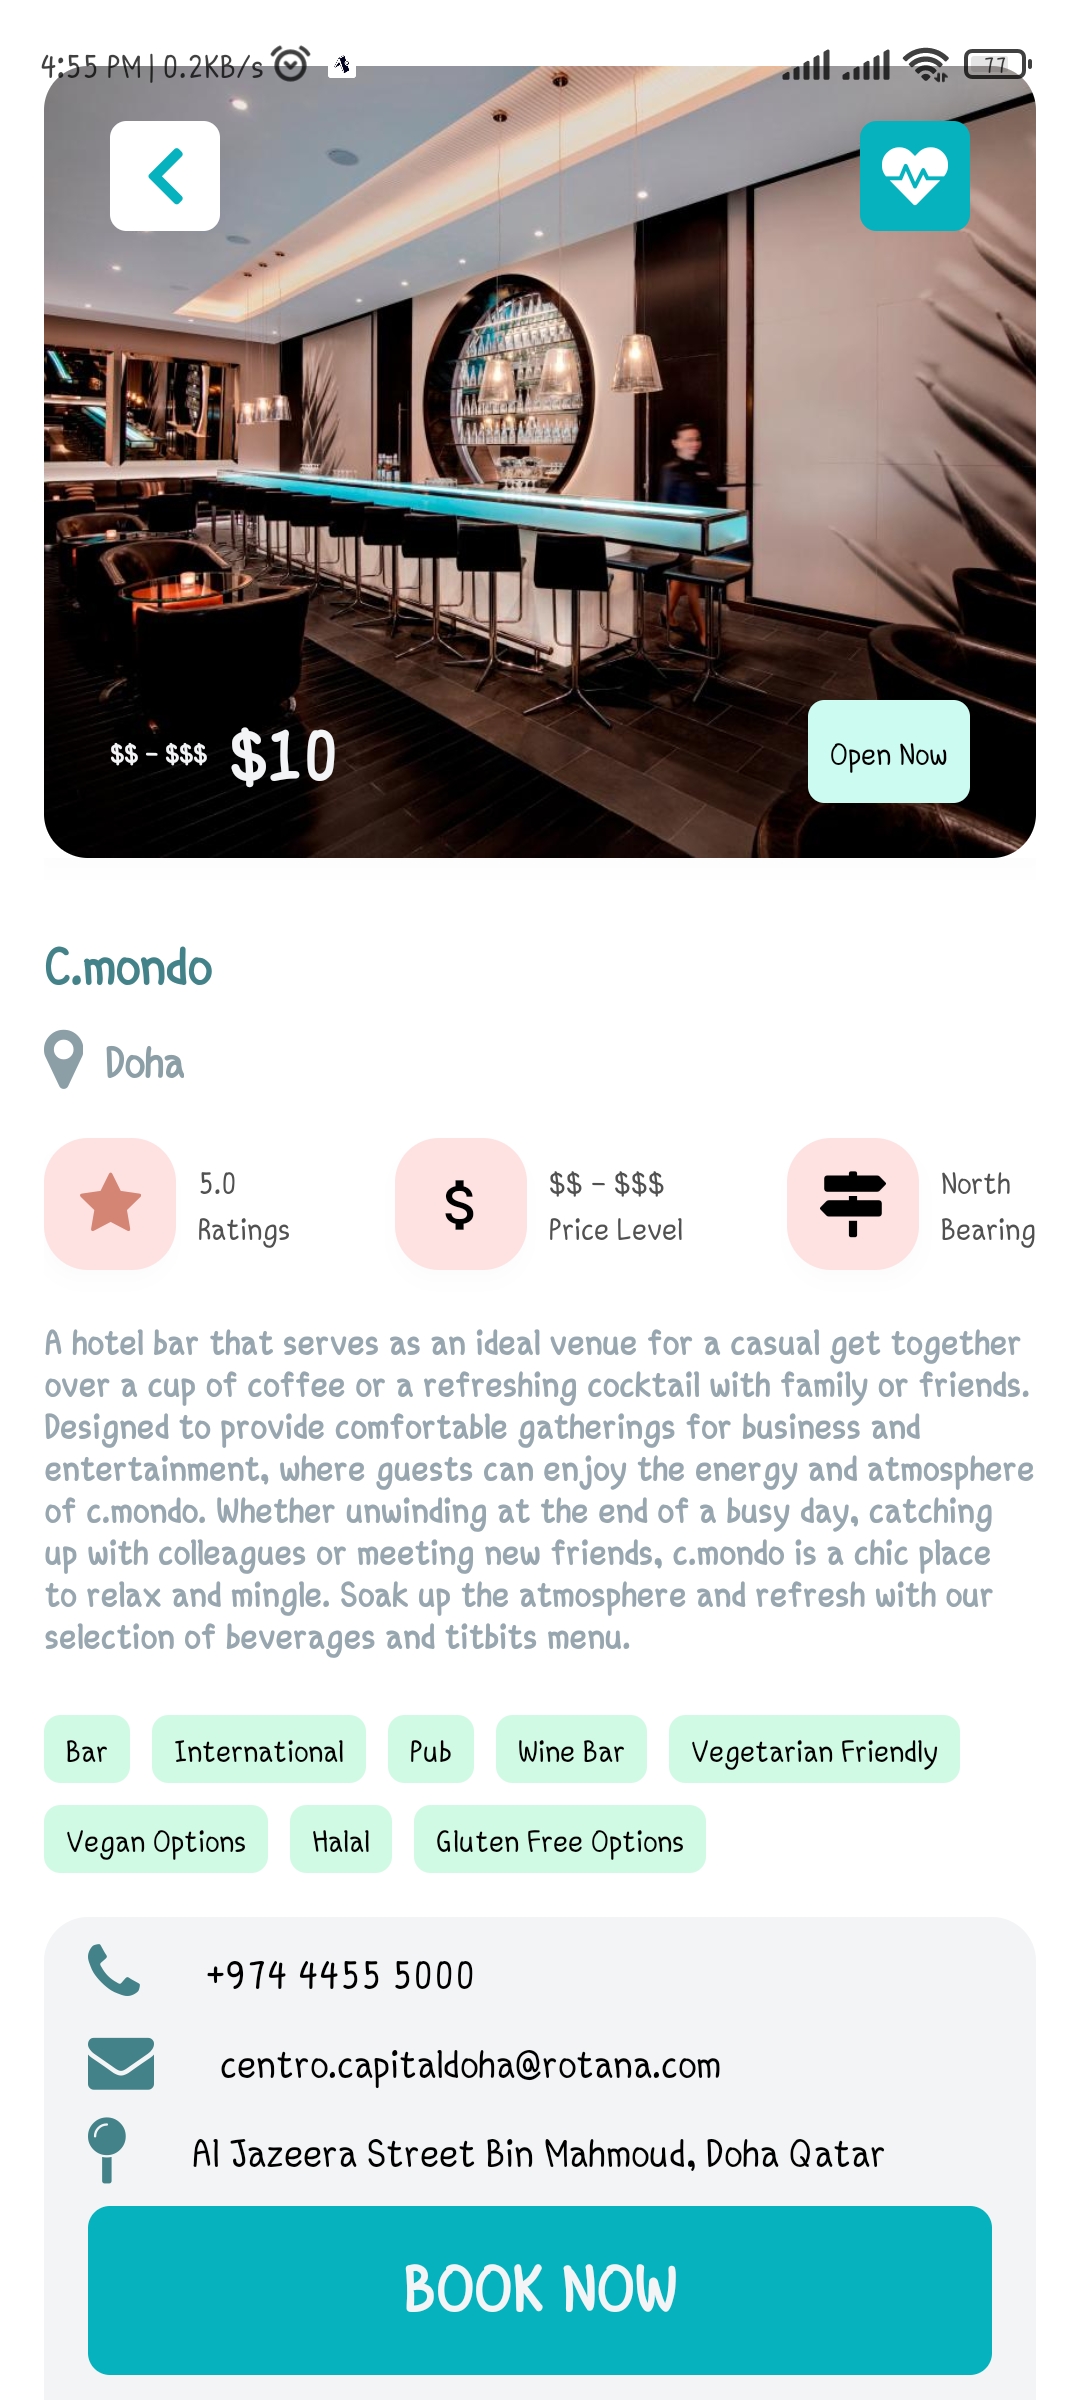 4:55 PM | 0.2KB/s
77
$$ - $$$ $10
Open Now
C.mondo
Doha
5.0
Ratings
$$ - $$$
Price Level
North
Bearing
A hotel bar that serves as an ideal venue for a casual get together
over a cup of coffee or a refreshing cocktail with family or friends.
Designed to provide comfortable gatherings for business and
entertainment, where guests can enjoy the energy and atmosphere
of c.mondo. Whether unwinding at the end of a busy day, catching
up with colleagues or meeting new friends, c.mondo is a chic place
to relax and mingle. Soak up the atmosphere and refresh with our
selection of beverages and titbits menu.
Bar International Pub Wine Bar Vegetarian Friendly
Vegan Options Halal Gluten Free Options
+974 4455 5000
centro.capitaldoha@rotana.com
Al Jazeera Street Bin Mahmoud, Doha Qatar
BOOK NOW